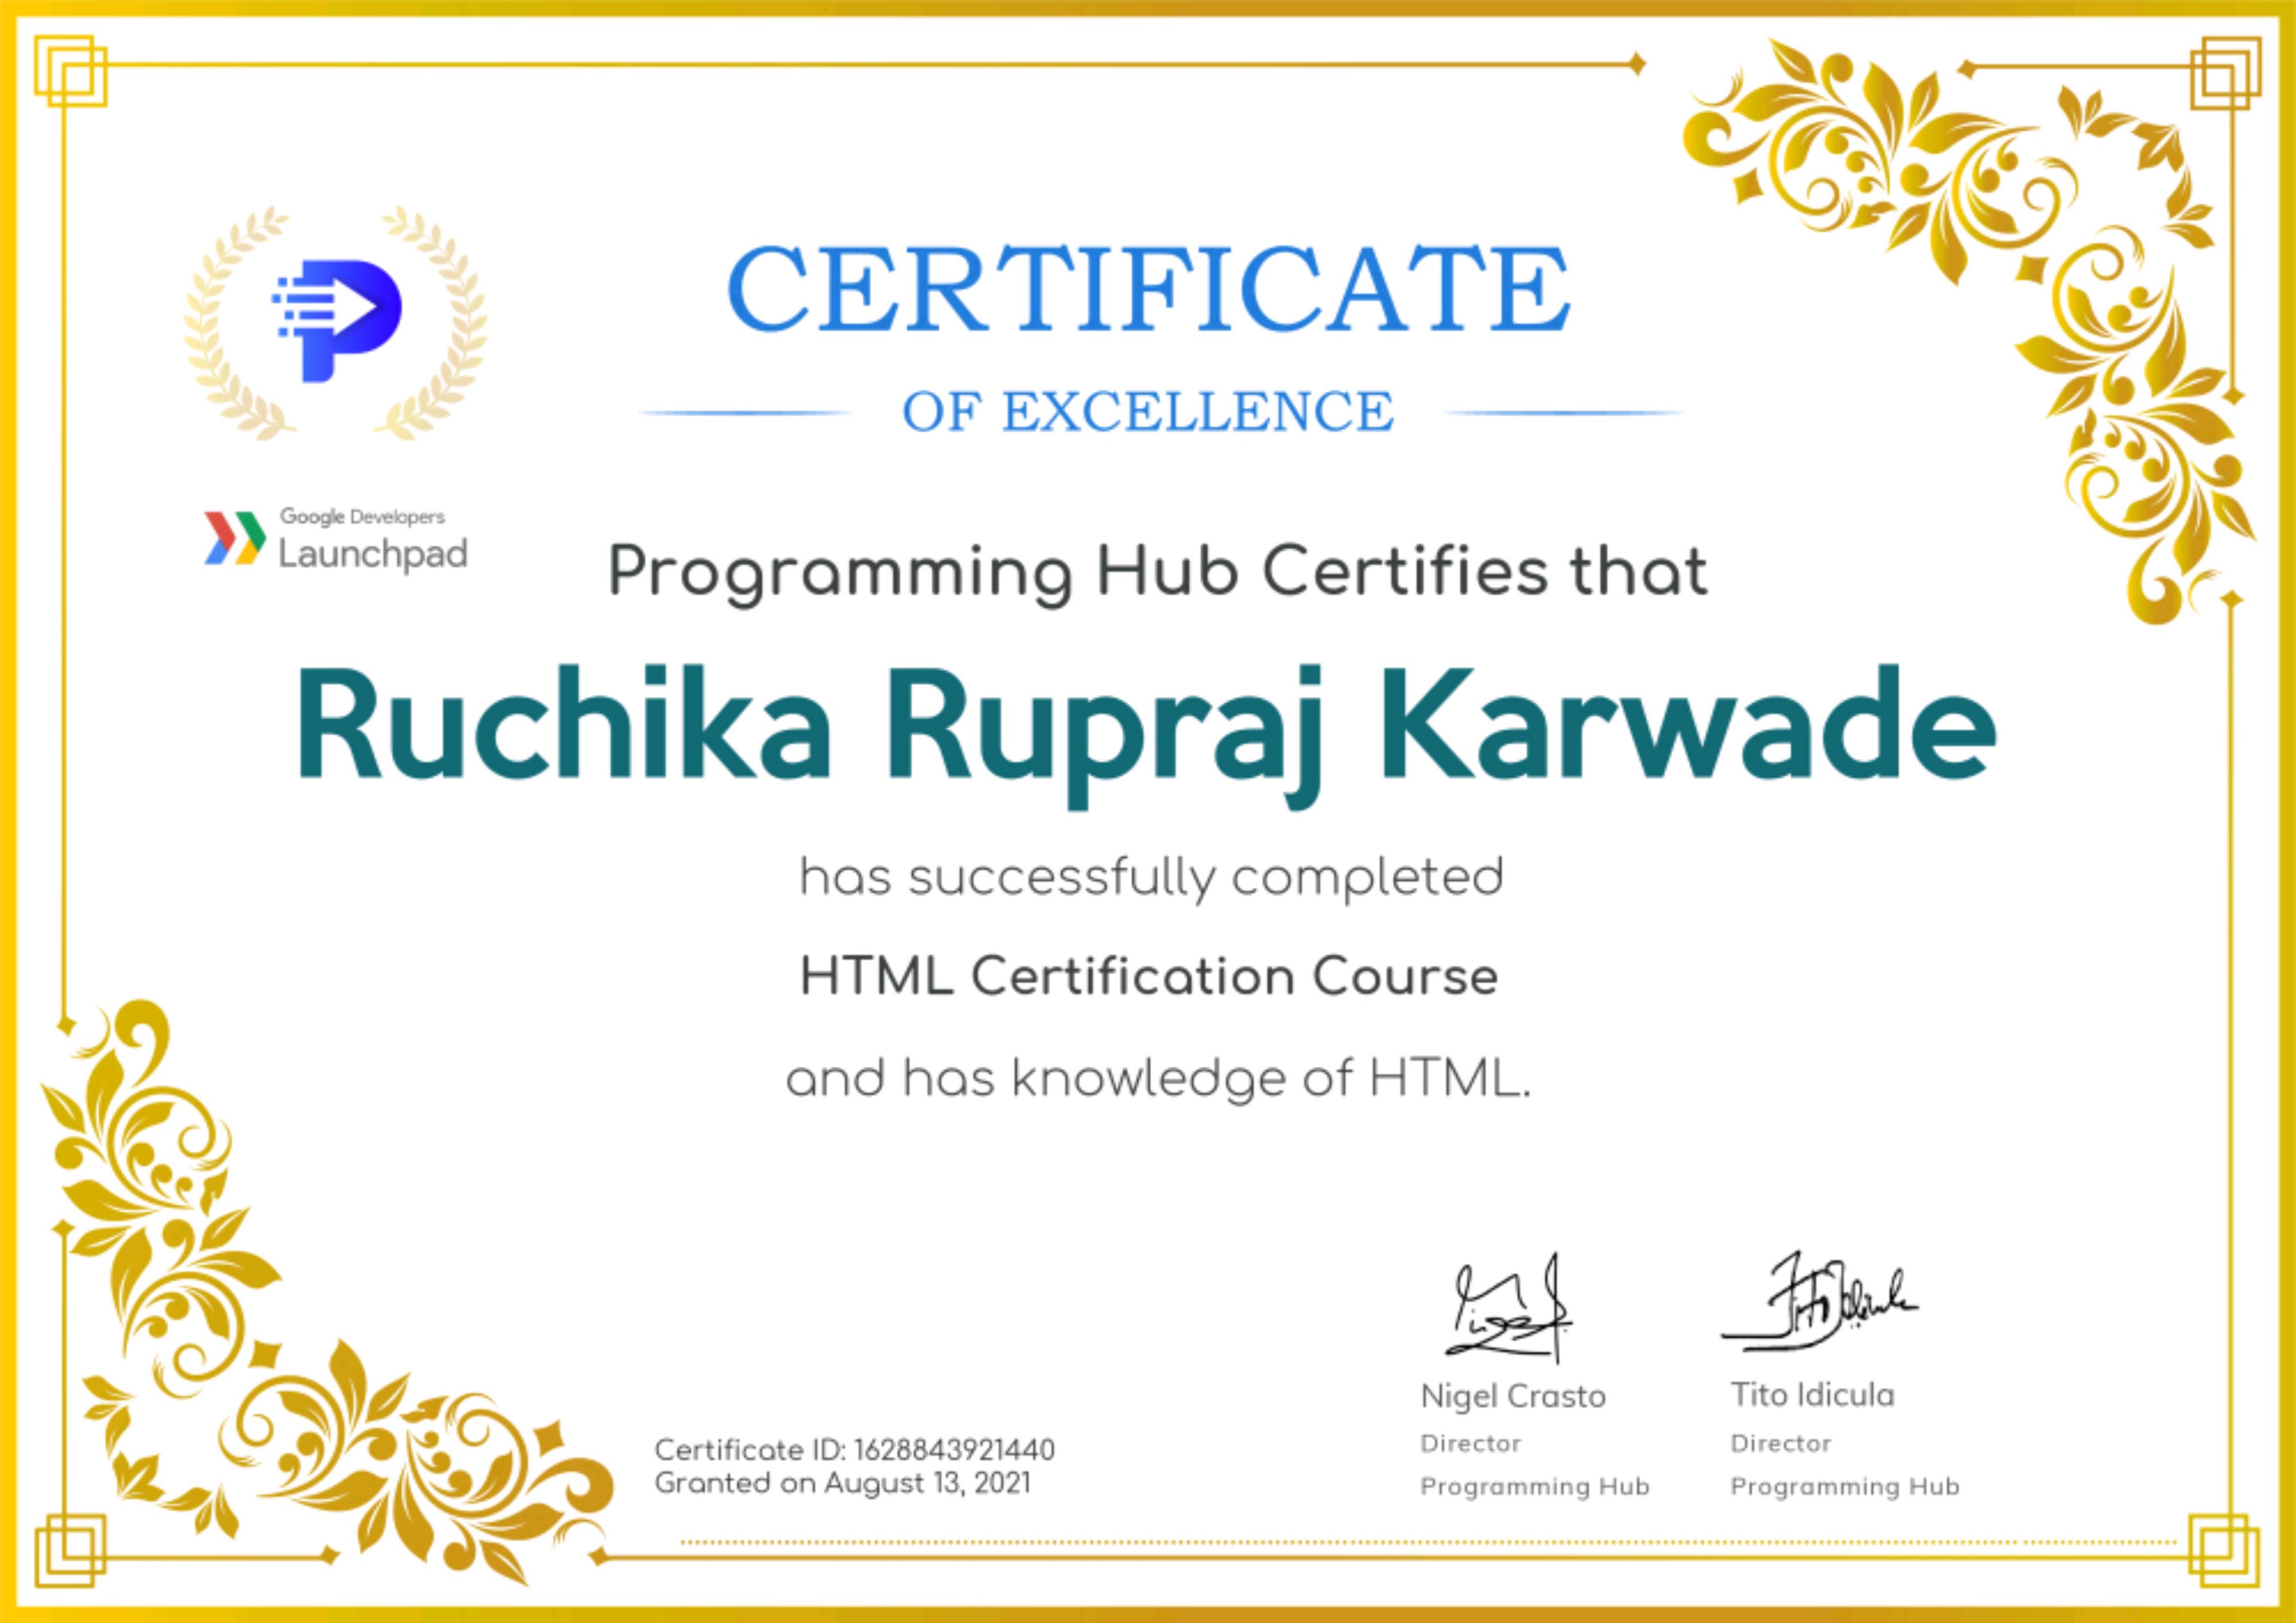 CERTIFICATE
OF EXCELLENCE
Google Developers
Launchpad
Programming Hub Certifies that
Ruchika Rupraj Karwade
has successfully completed
HTML Certification Course
and has knowledge of HTML.
Nigel Crasto
Director
Programming Hub
Tito Idicula
Director
Programming Hub
Certificate ID: 1628843921440
Granted on August 13, 2021